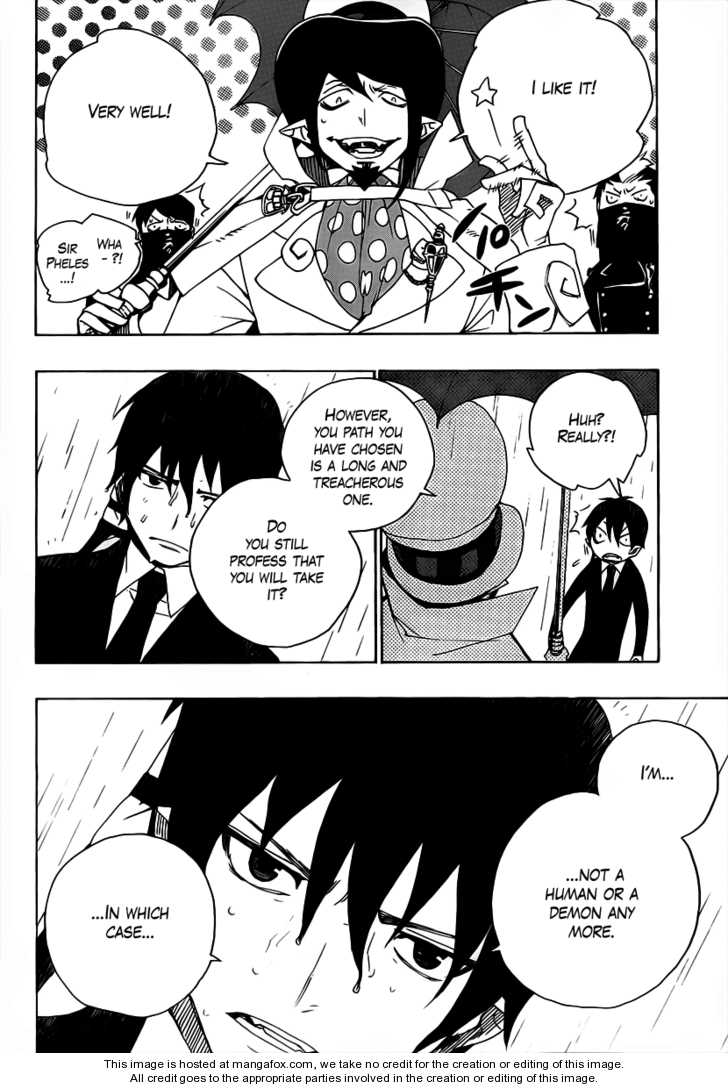 I LIKE IT!
VERY WELL!
WHA
- ?!
SIR
PHELES
...!
パチン
HUH?
REALLY?!
HOWEVER,
YOU PATH YOU
HAVE CHOSEN
IS A LONG AND
TREACHEROUS
ONE.
DO
YOU STILL
PROFESS THAT
YOU WILL TAKE
IT?
I'M...
...NOT A
HUMAN OR A
DEMON ANY
MORE.
...IN WHICH
CASE...
This image is hosted at mangafox.com, we take no credit for the creation or editing of this image.
All credit goes to the appropriate parties involved in the creation or editing of this image.